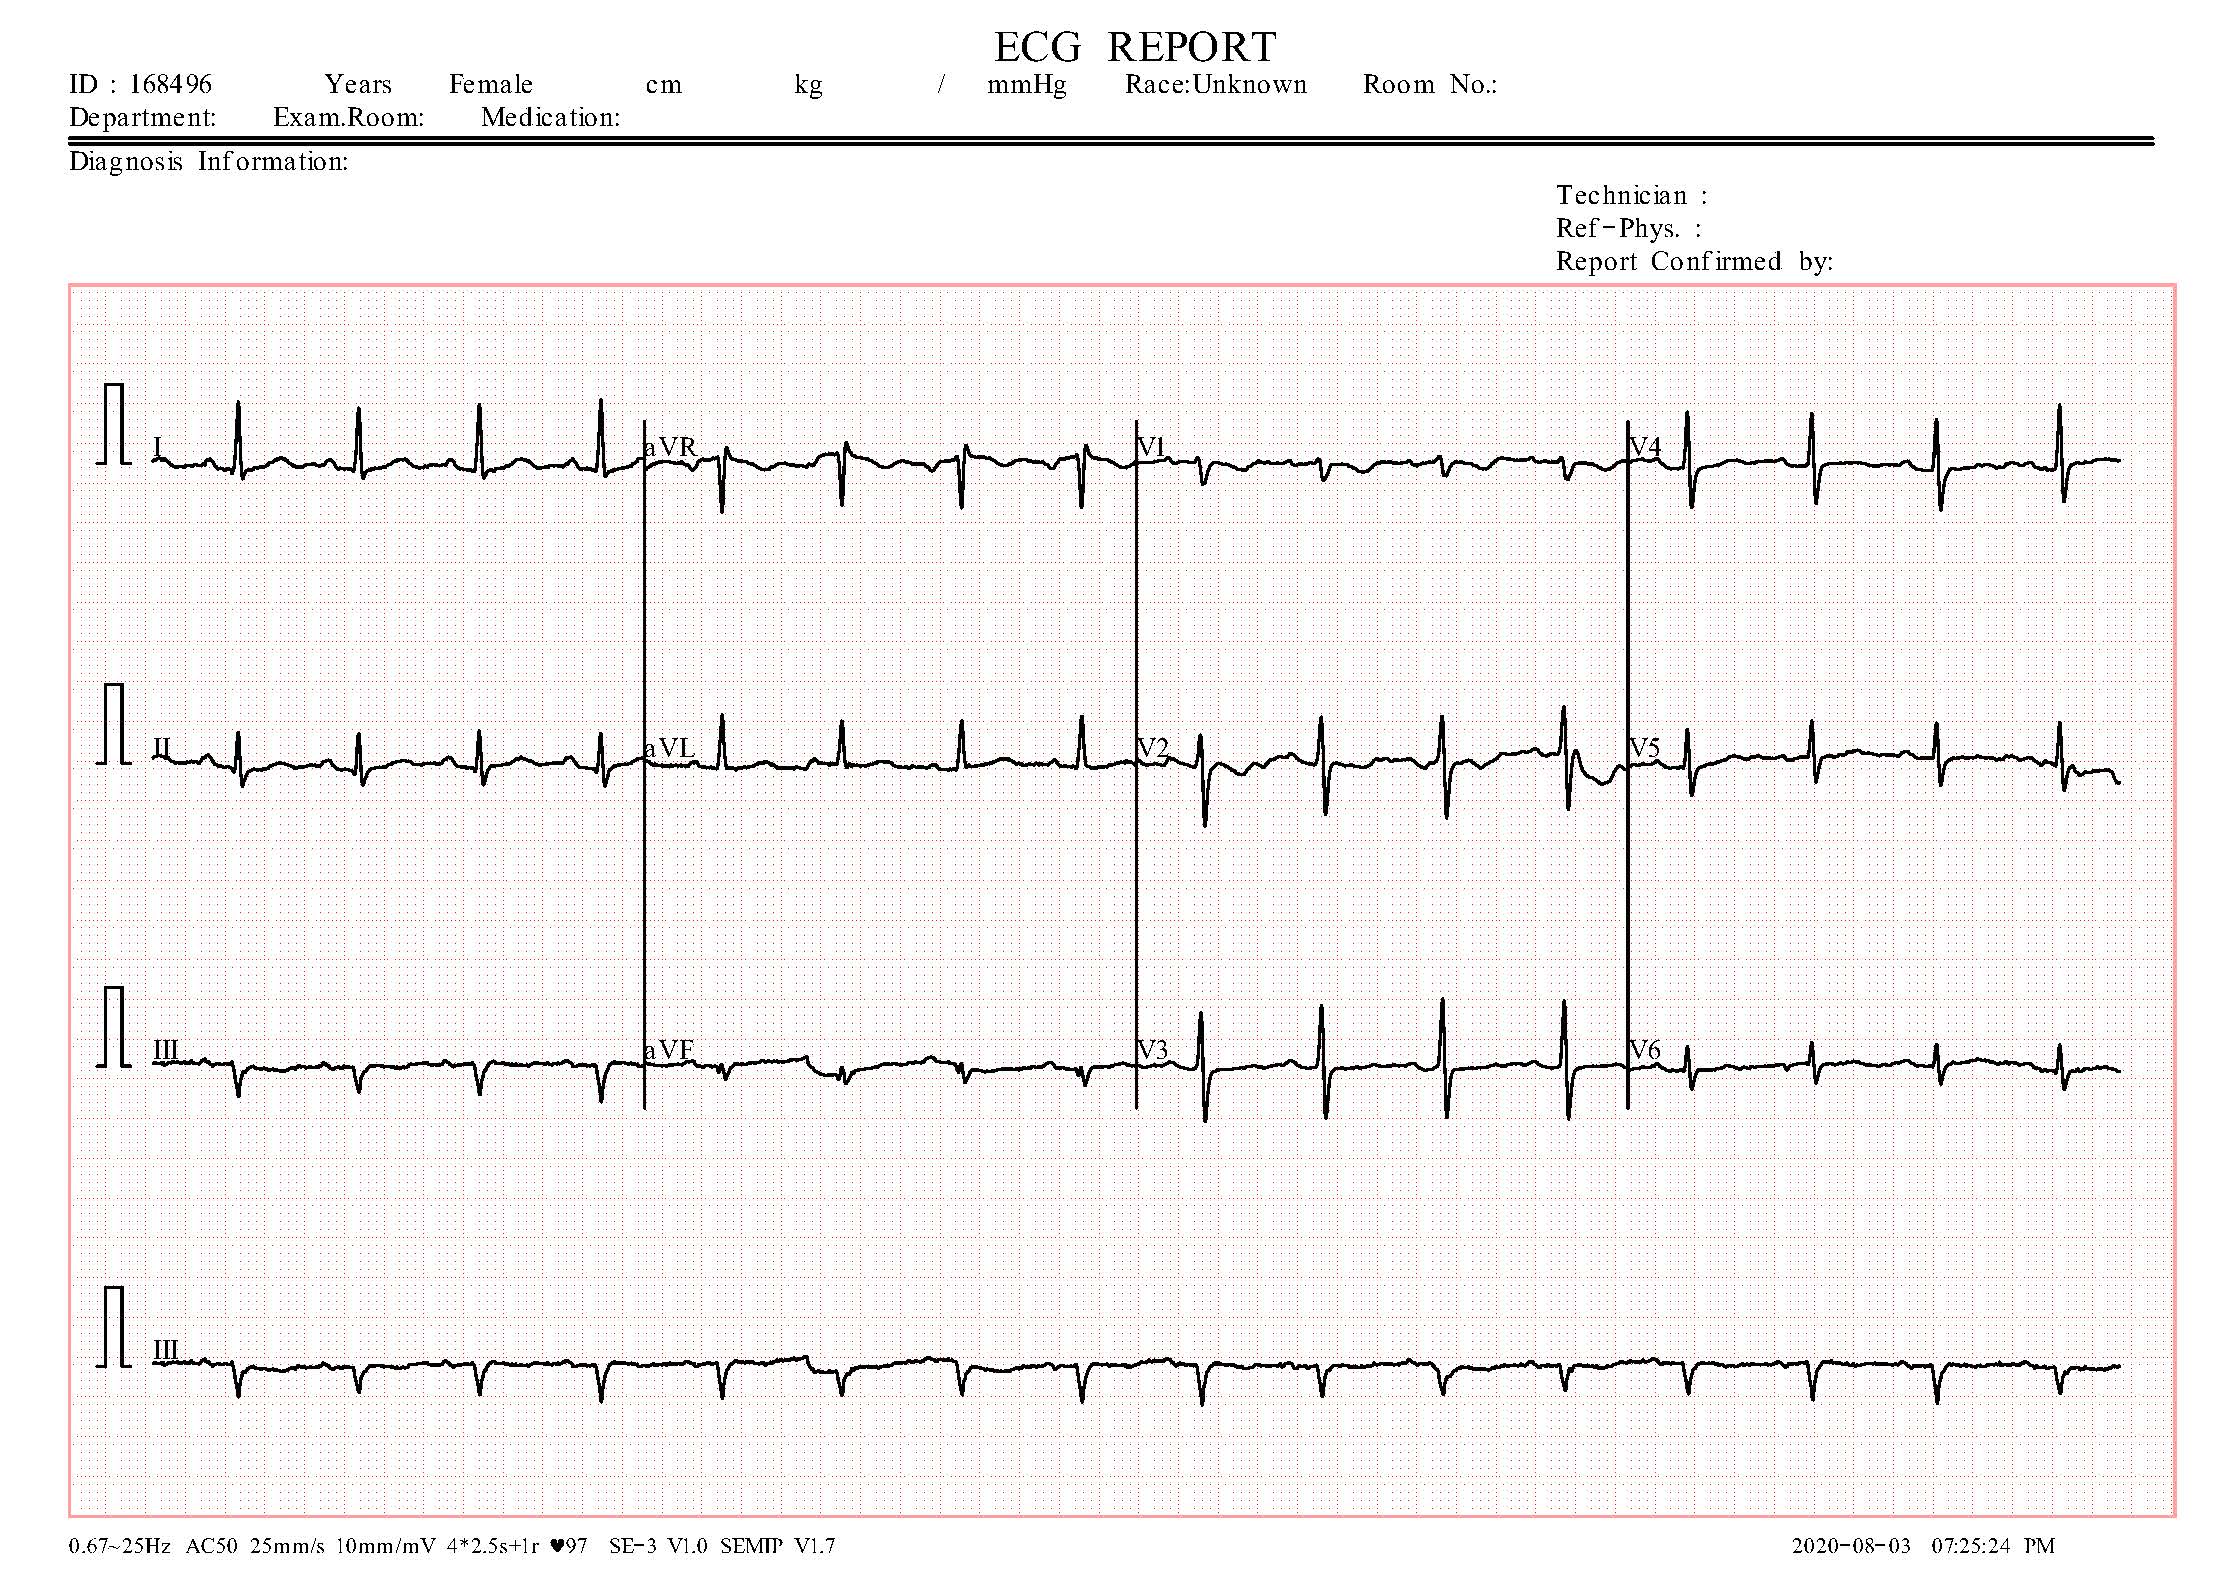 ECG REPORT
ID : 168496 Years Female cm kg / mmHg Race:Unknown Room No.:
Department: Exam.Room: Medication:
Diagnosis Information:
Technician :
Ref-Phys. :
Report Confirmed by:
I aVR V1 V4
II aVL V2 V5
III aVF V3 V6
III
0.67~25Hz AC50 25mm/s 10mm/mV 4*2.5s+1r ♥97 SE-3 V1.0 SEMIP V1.7 2020-08-03 07:25:24 PM